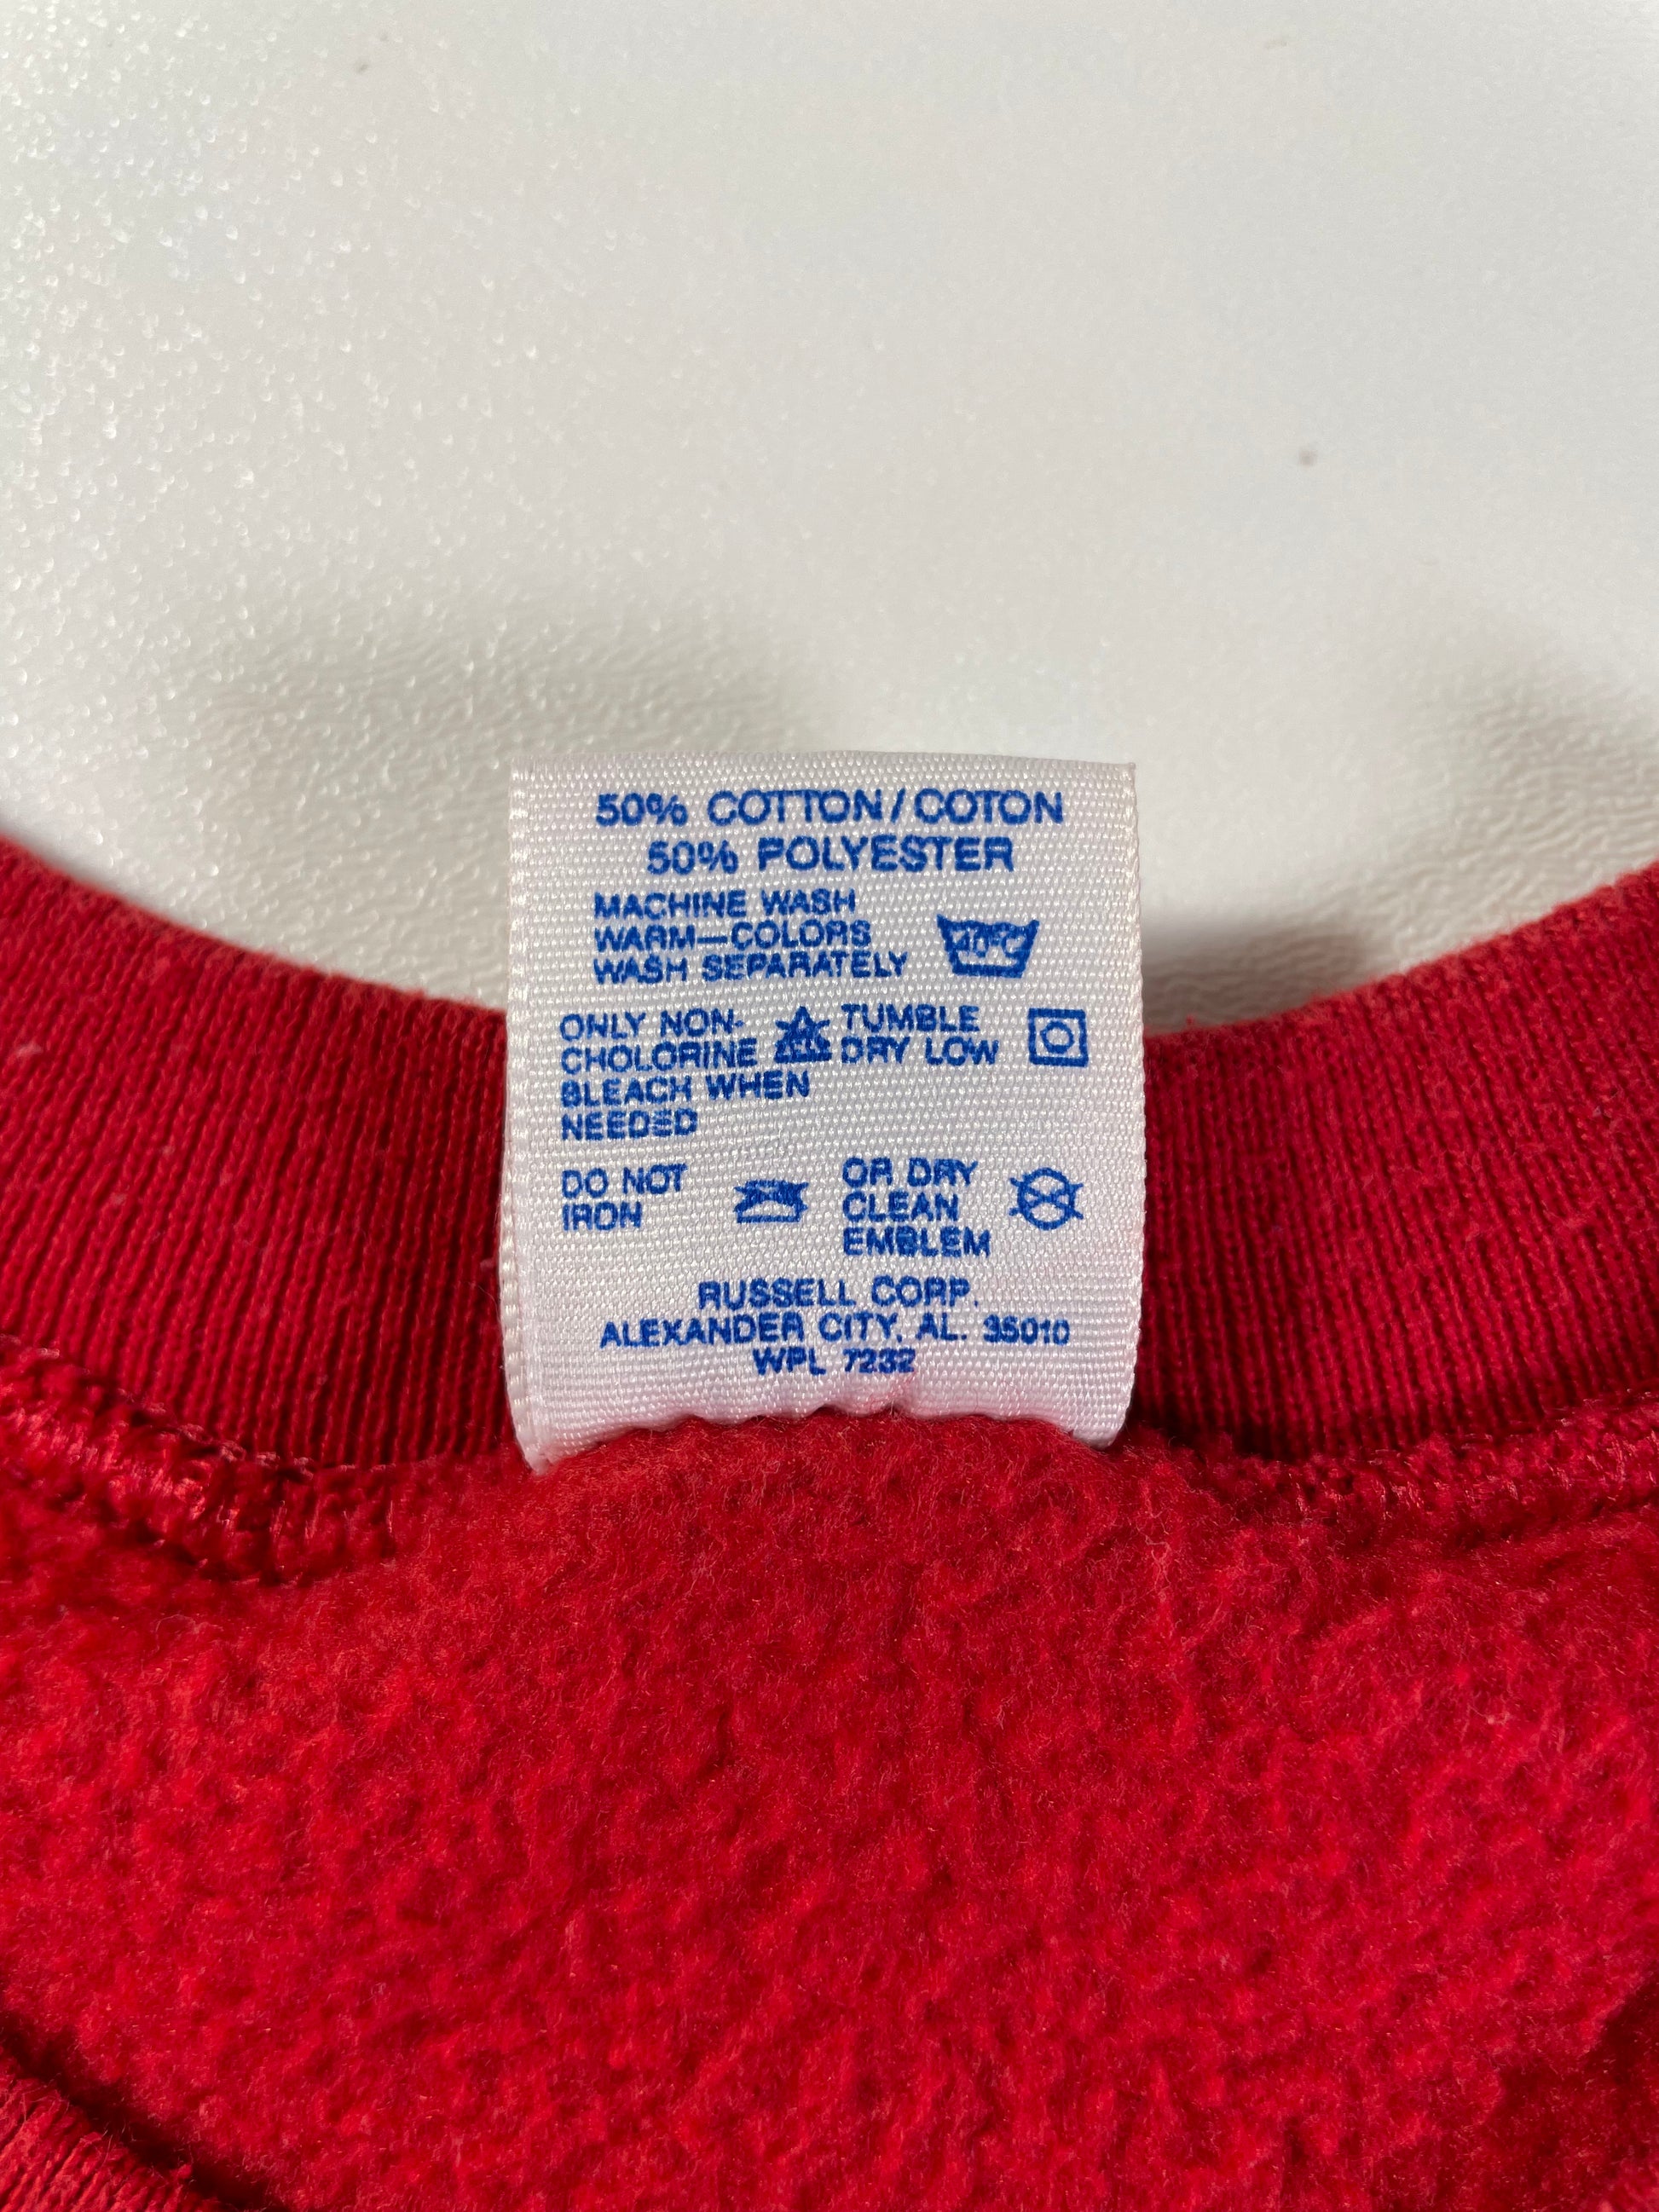 50% COTTON/COTON
50% POLYESTER
MACHINE WASH
WARM—COLORS
WASH SEPARATELY
40°C
ONLY NON-
CHOLORINE
BLEACH WHEN
NEEDED
TUMBLE
DRY LOW
DO NOT
IRON
OR DRY
CLEAN
EMBLEM
RUSSELL CORP.
ALEXANDER CITY, AL. 35010
WPL 7232